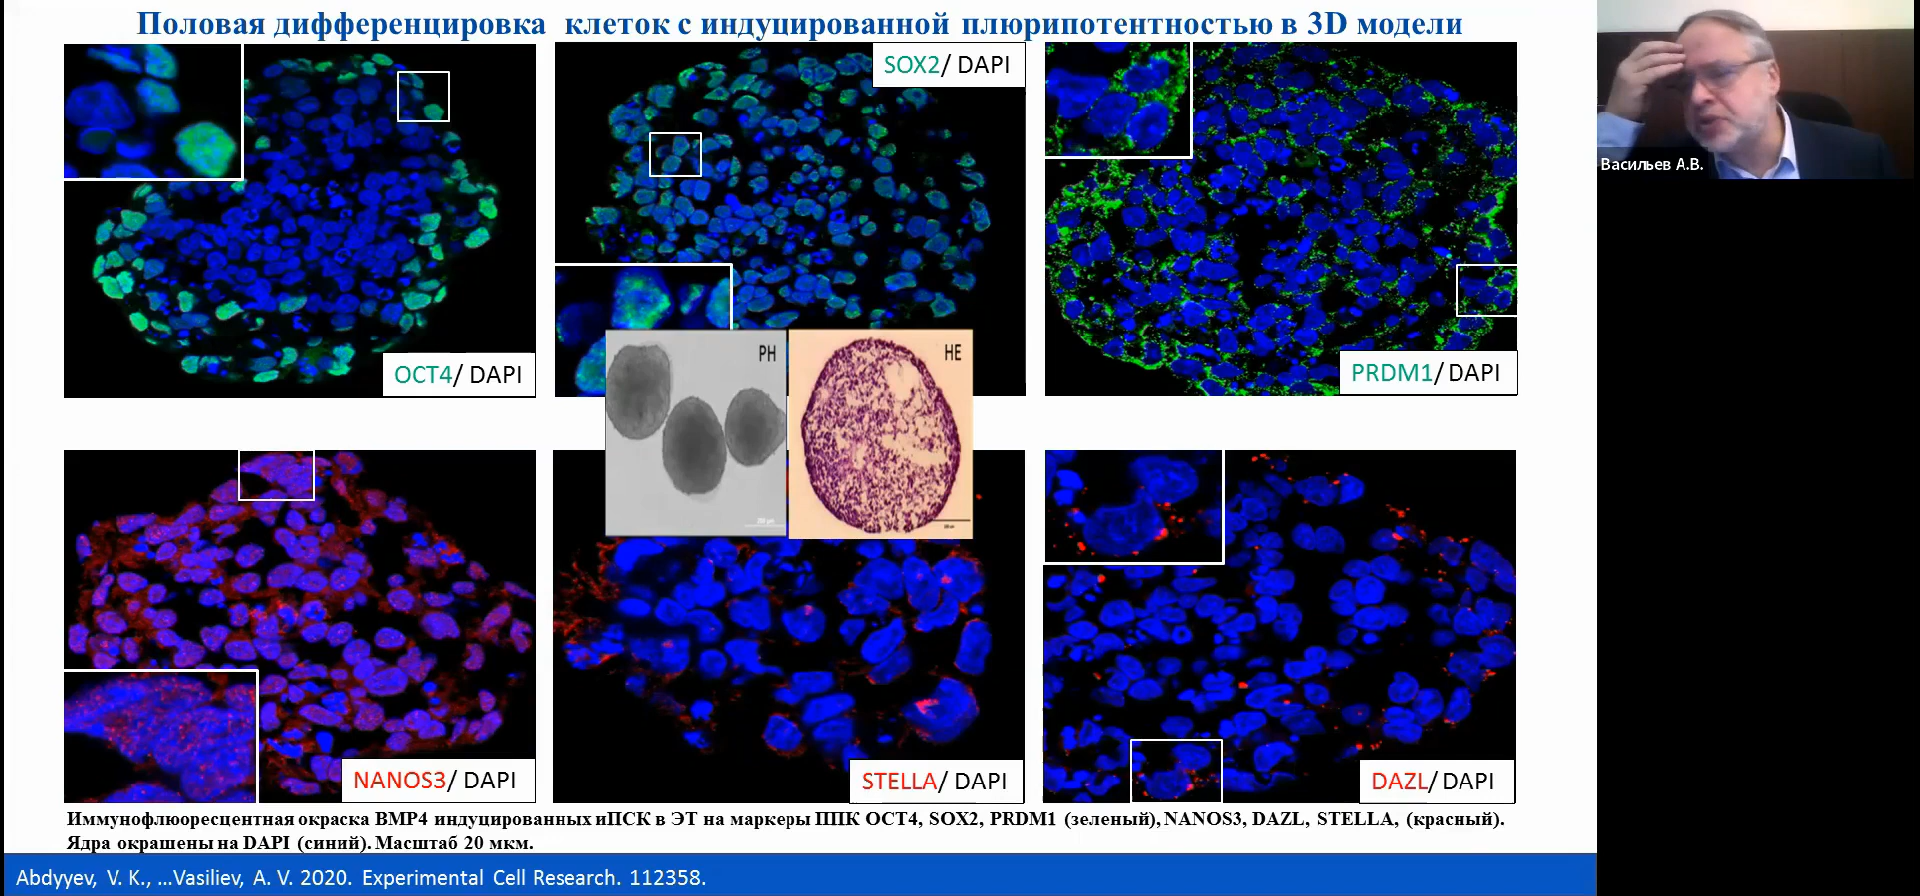 Половая дифференцировка клеток с индуцированной плюрипотентностью в 3D модели
OCT4/ DAPI
SOX2/ DAPI
PRDM1/ DAPI
PH
HE
NANOS3/ DAPI
STELLA/ DAPI
DAZL/ DAPI
Иммунофлюоресцентная окраска BMP4 индуцированных иПСК в ЭТ на маркеры ППК OCT4, SOX2, PRDM1 (зеленый), NANOS3, DAZL, STELLA, (красный).
Ядра окрашены на DAPI (синий). Масштаб 20 мкм.
Abdyyev, V. K., ...Vasiliev, A. V. 2020. Experimental Cell Research. 112358.
Васильев А.В.